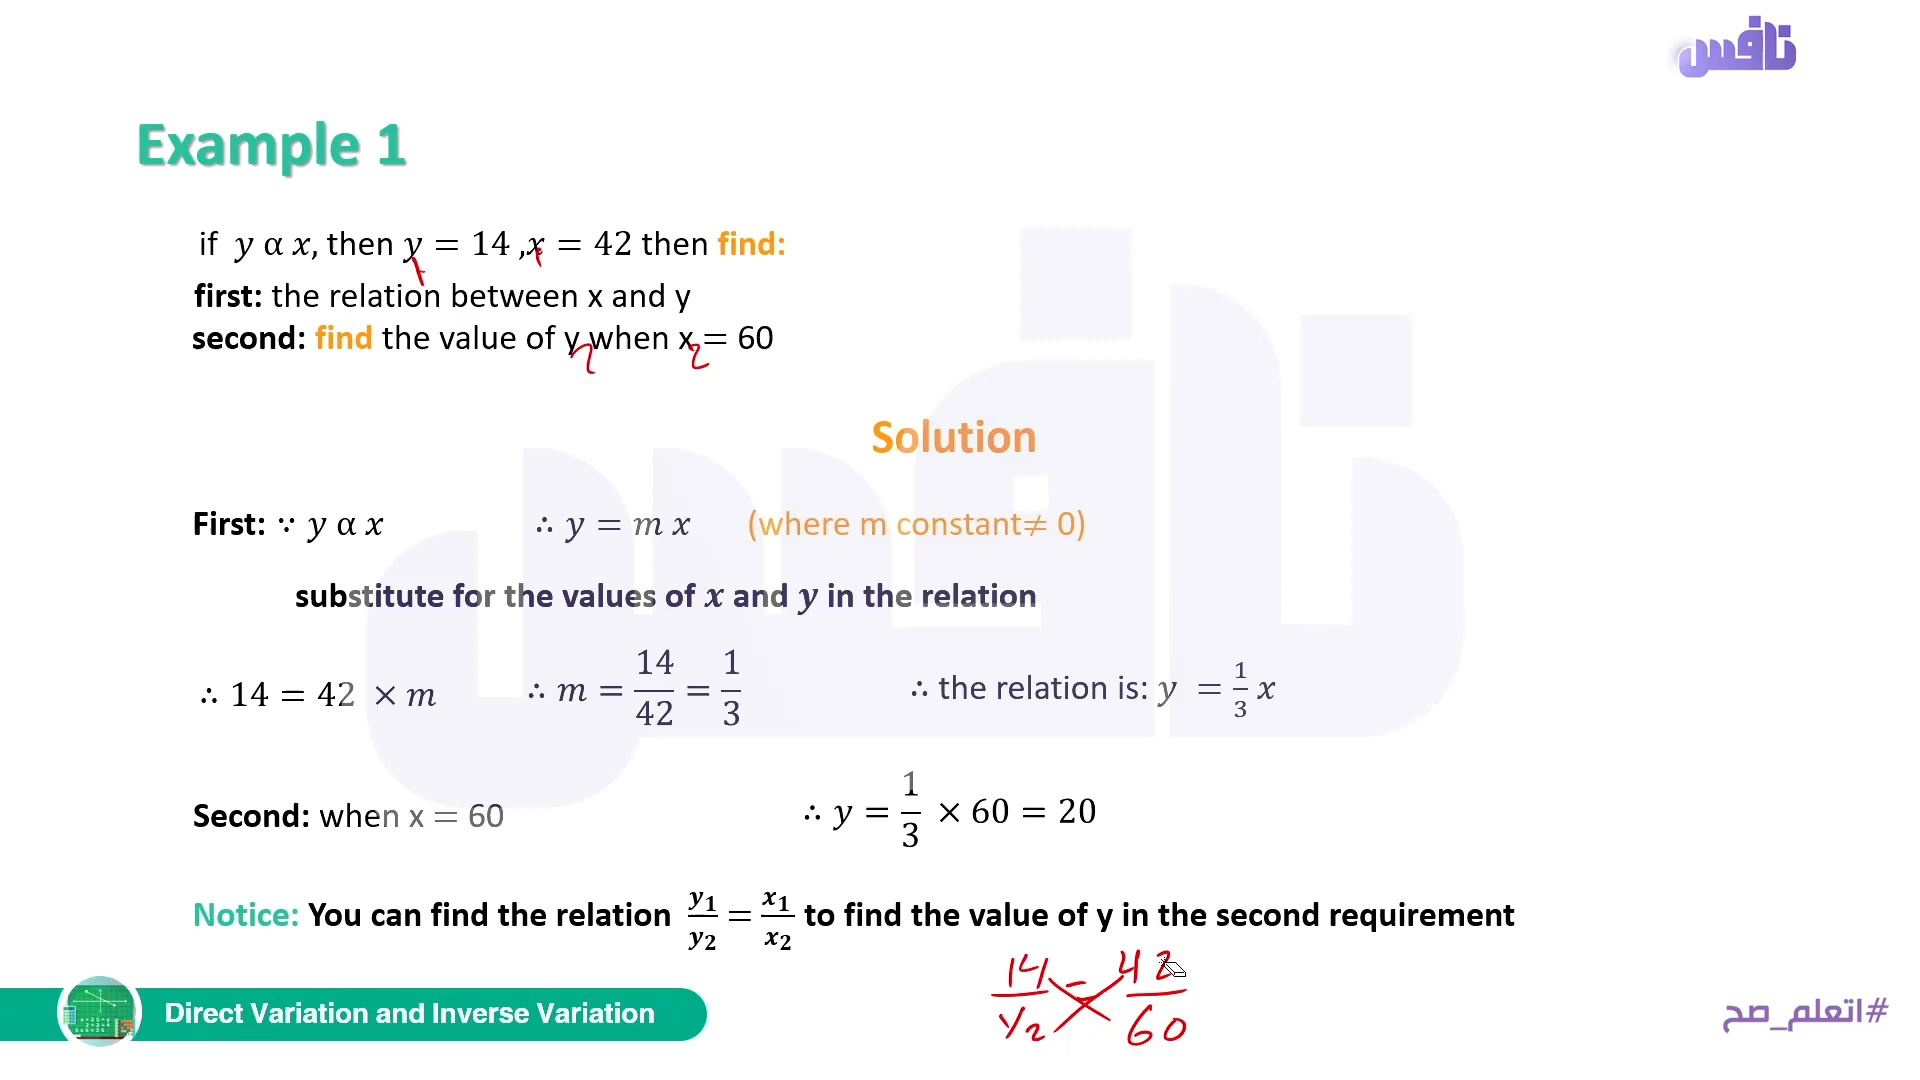 نافس
Example 1
if y α x, then y = 14 ,x = 42 then find:
1 1
first: the relation between x and y
second: find the value of y when x = 60
2 2
Solution
First: ∵ y α x ∴ y = m x (where m constant≠ 0)
substitute for the values of x and y in the relation
∴ 14 = 42 × m ∴ m = 14/42 = 1/3 ∴ the relation is: y = 1/3 x
Second: when x = 60 ∴ y = 1/3 × 60 = 20
Notice: You can find the relation y₁/y₂ = x₁/x₂ to find the value of y in the second requirement
14/y₂ = 42/60
Direct Variation and Inverse Variation
#اتعلم_صح